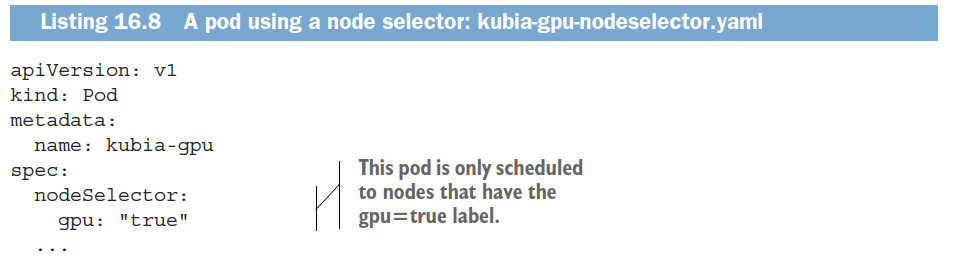 Listing 16.8 A pod using a node selector: kubia-gpu-nodeselector.yaml
apiVersion: v1
kind: Pod
metadata:
  name: kubia-gpu
spec:
  nodeSelector:
    gpu: "true"
  ...
This pod is only scheduled
to nodes that have the
gpu=true label.